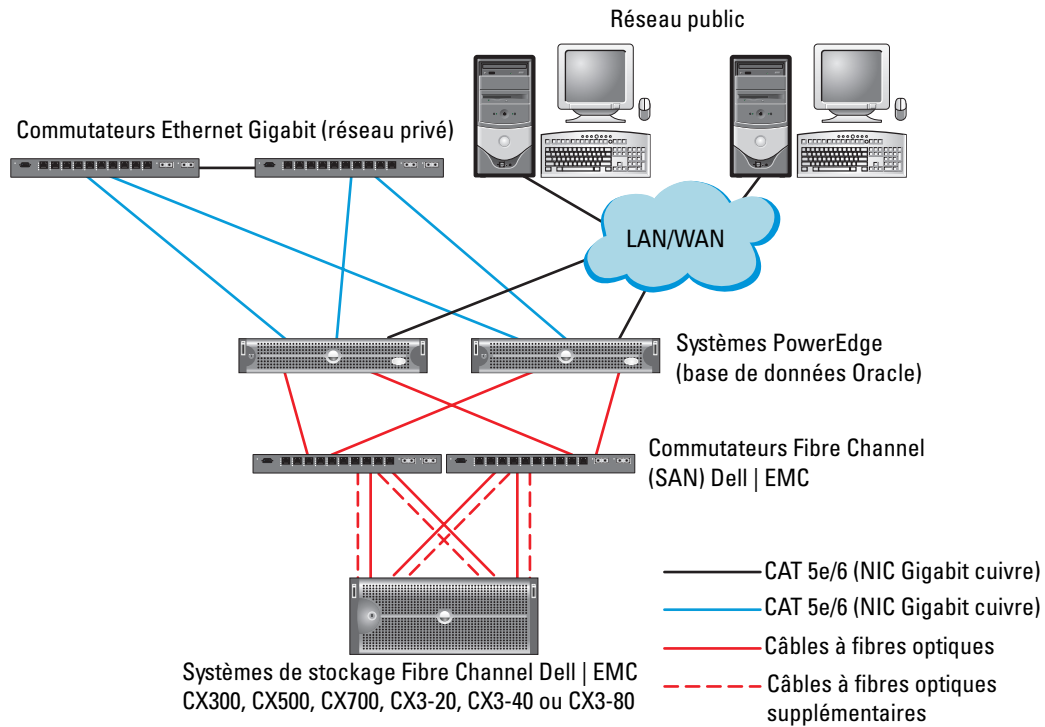 Réseau public
Commutateurs Ethernet Gigabit (réseau privé)
LAN/WAN
Systèmes PowerEdge
(base de données Oracle)
Commutateurs Fibre Channel
(SAN) Dell | EMC
CAT 5e/6 (NIC Gigabit cuivre)
CAT 5e/6 (NIC Gigabit cuivre)
Câbles à fibres optiques
Câbles à fibres optiques
supplémentaires
Systèmes de stockage Fibre Channel Dell | EMC
CX300, CX500, CX700, CX3-20, CX3-40 ou CX3-80